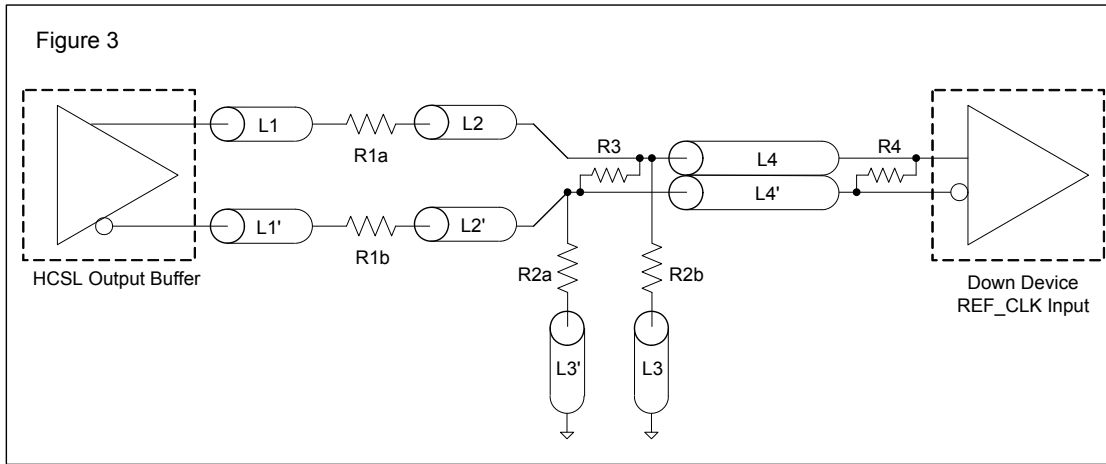 Figure 3
L1
R1a
L2
R3
L4
R4
L4'
L1'
R1b
L2'
HCSL Output Buffer
R2a
R2b
Down Device
REF_CLK Input
L3'
L3